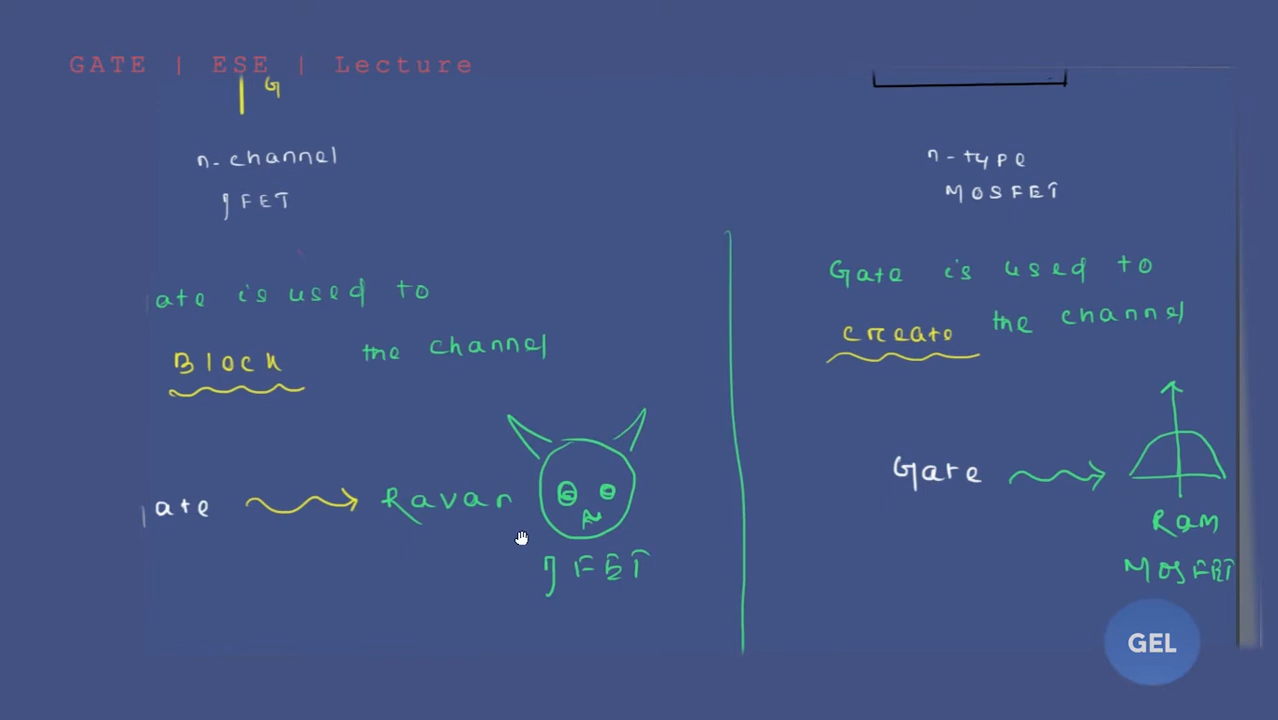 GATE | ESE | Lecture
G
n-channel
JFET
ate is used to
Block the channel
ate Ravan
JFET
n-type
MOSFET
Gate is used to
create the channel
Gate
Ram
MOSFET
GEL